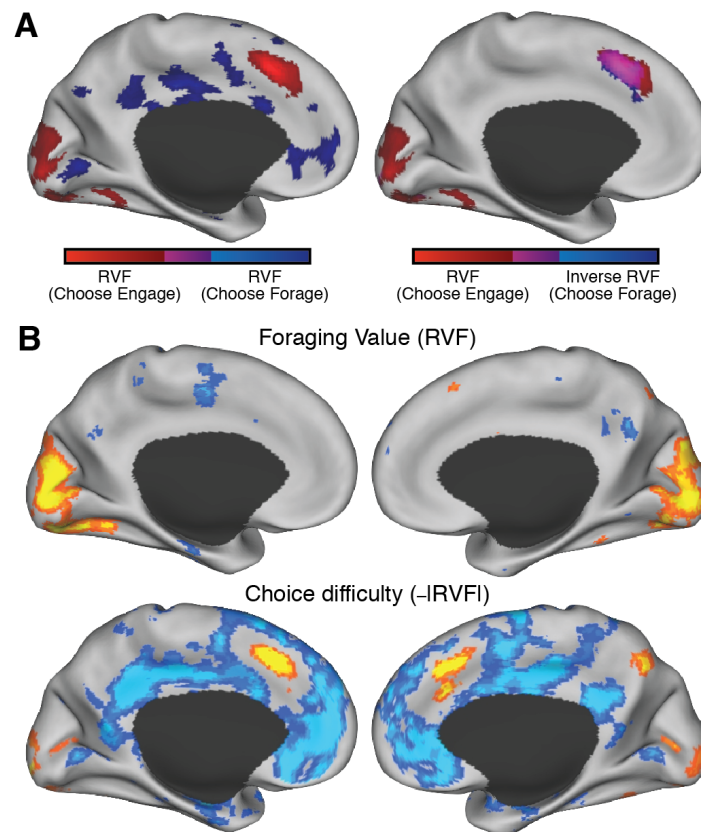 A
RVF
(Choose Engage)
RVF
(Choose Forage)
RVF
(Choose Engage)
Inverse RVF
(Choose Forage)
B
Foraging Value (RVF)
Choice difficulty (–|RVF|)